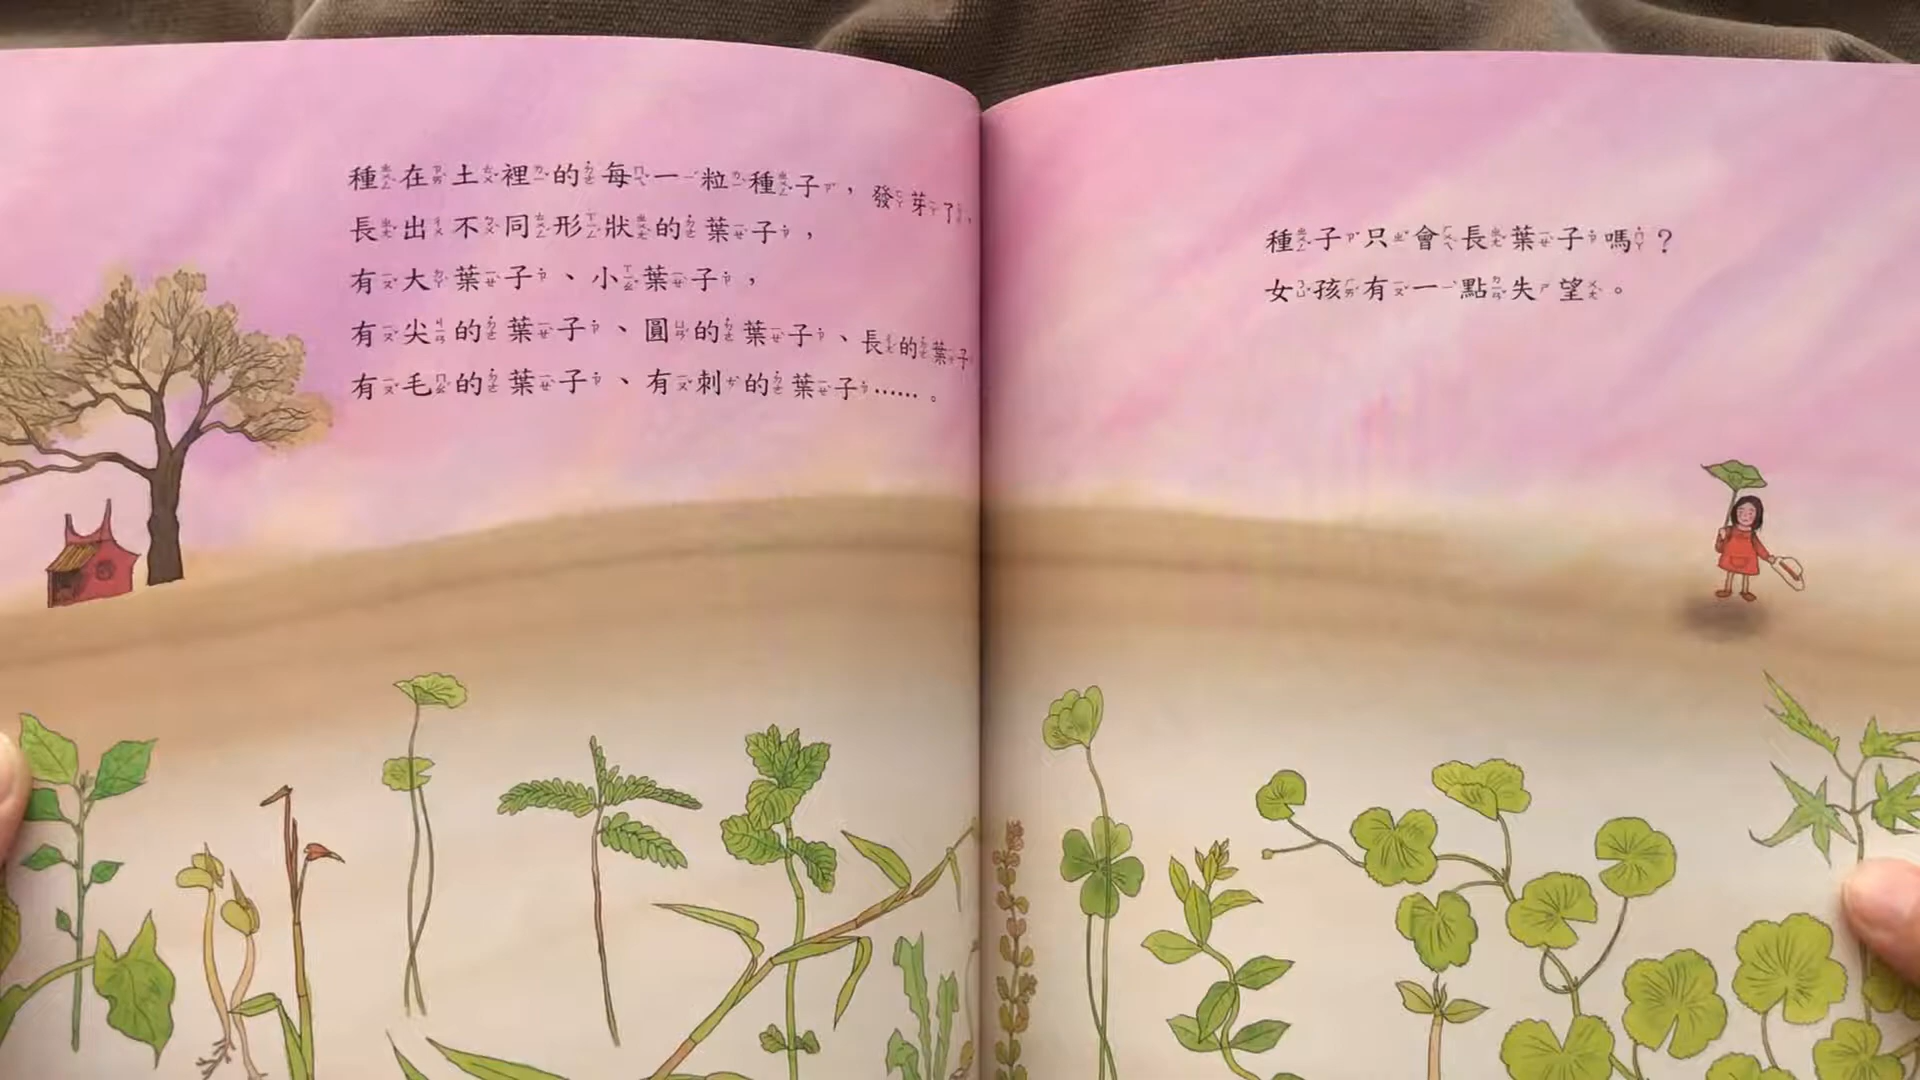 種在土裡的每一粒種子，發芽了，
長出不同形狀的葉子，
有大葉子、小葉子，
有尖的葉子、圓的葉子、長的葉子
有毛的葉子、有刺的葉子……。
種子只會長葉子嗎？
女孩有一點失望。